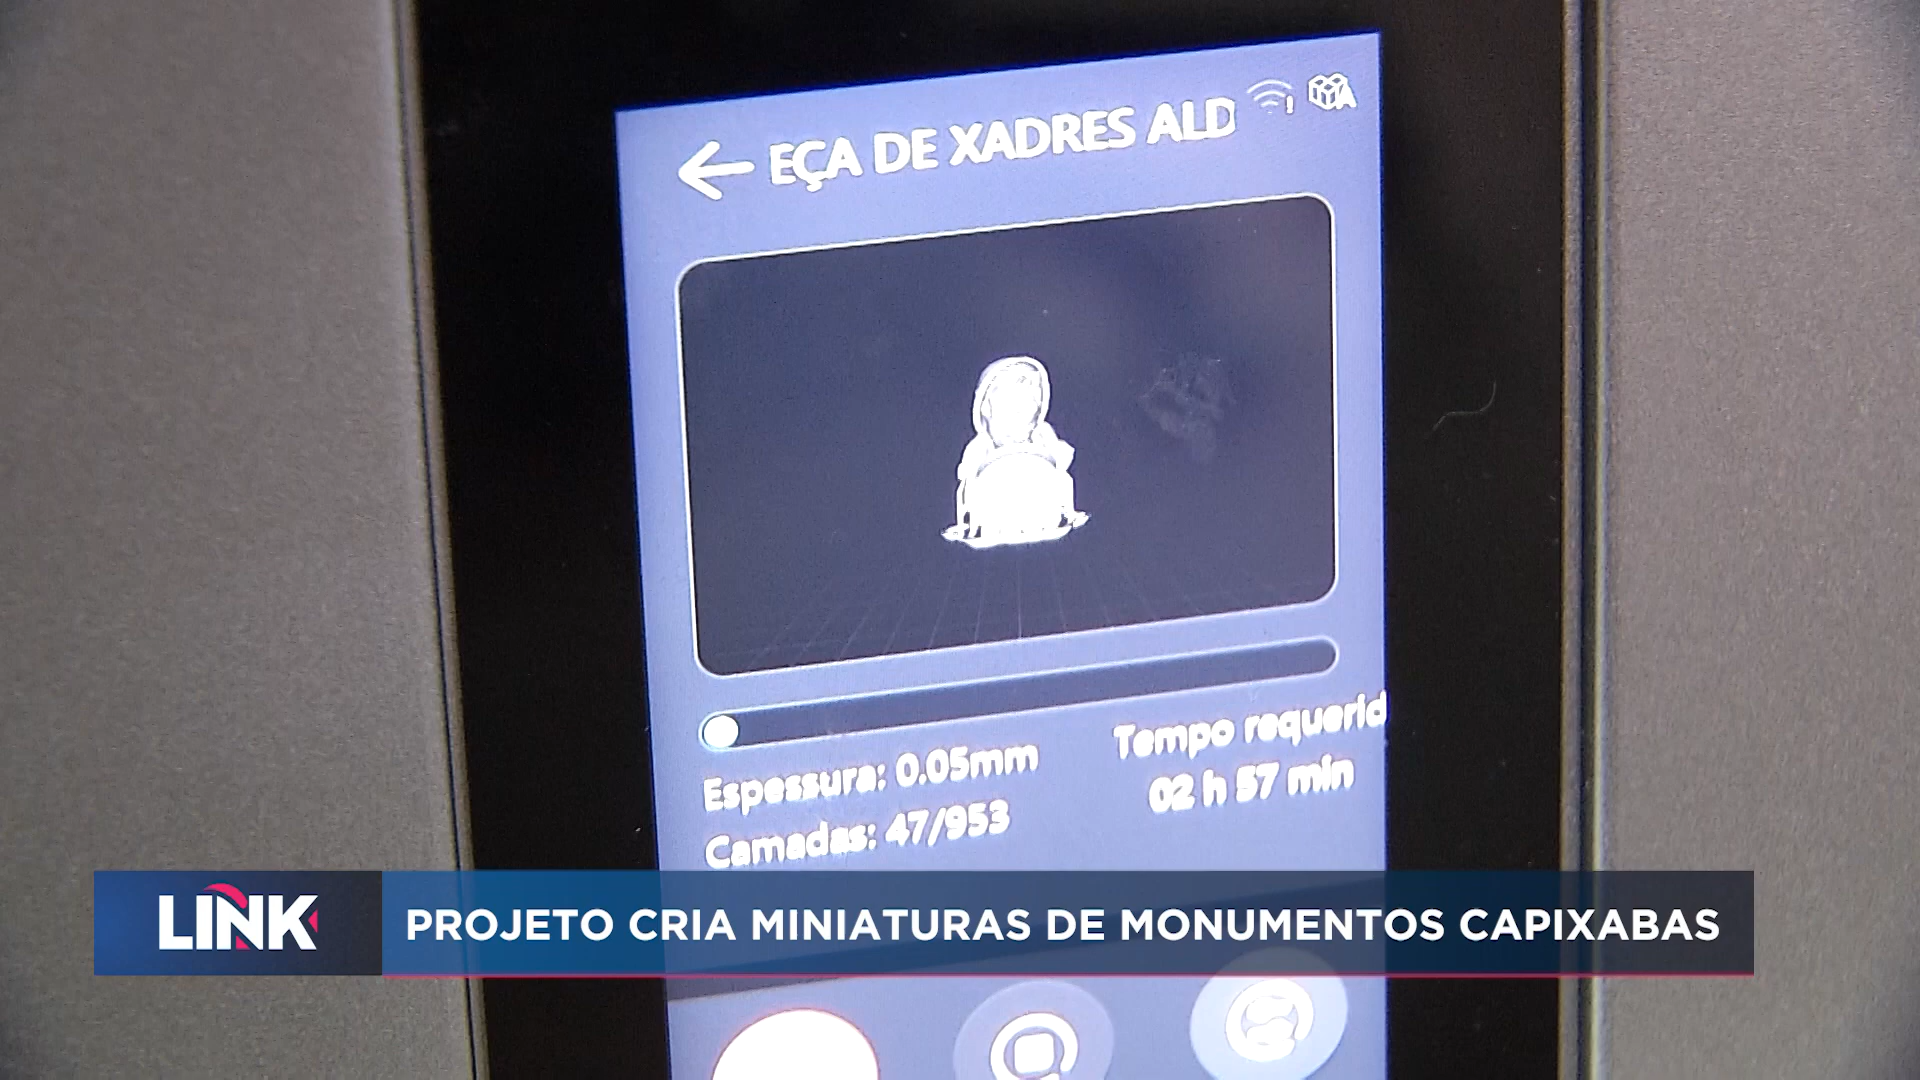 EÇA DE XADRES ALD
Espessura: 0.05mm
Tempo requerid
02 h 57 min
Camadas: 47/953
LINK
PROJETO CRIA MINIATURAS DE MONUMENTOS CAPIXABAS